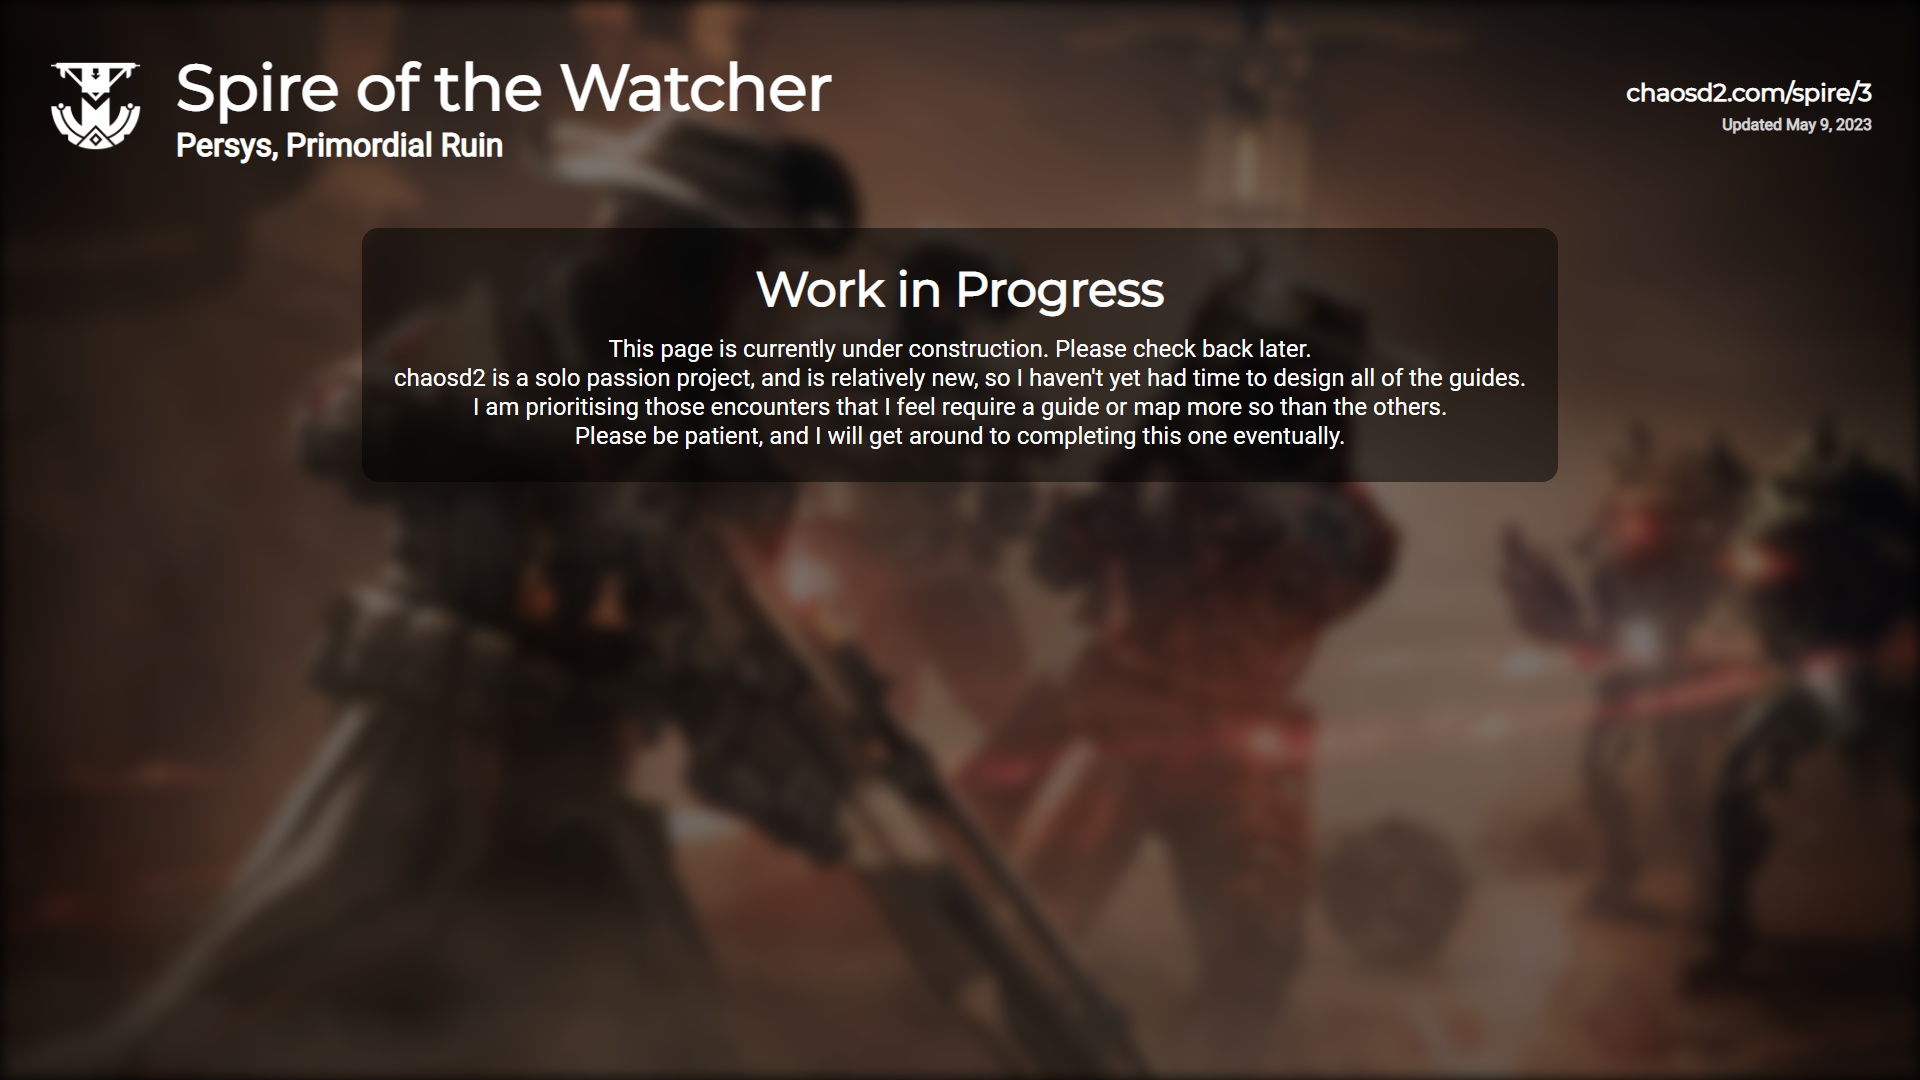 Spire of the Watcher
Persys, Primordial Ruin
chaosd2.com/spire/3
Updated May 9, 2023
Work in Progress
This page is currently under construction. Please check back later.
chaosd2 is a solo passion project, and is relatively new, so I haven't yet had time to design all of the guides.
I am prioritising those encounters that I feel require a guide or map more so than the others.
Please be patient, and I will get around to completing this one eventually.